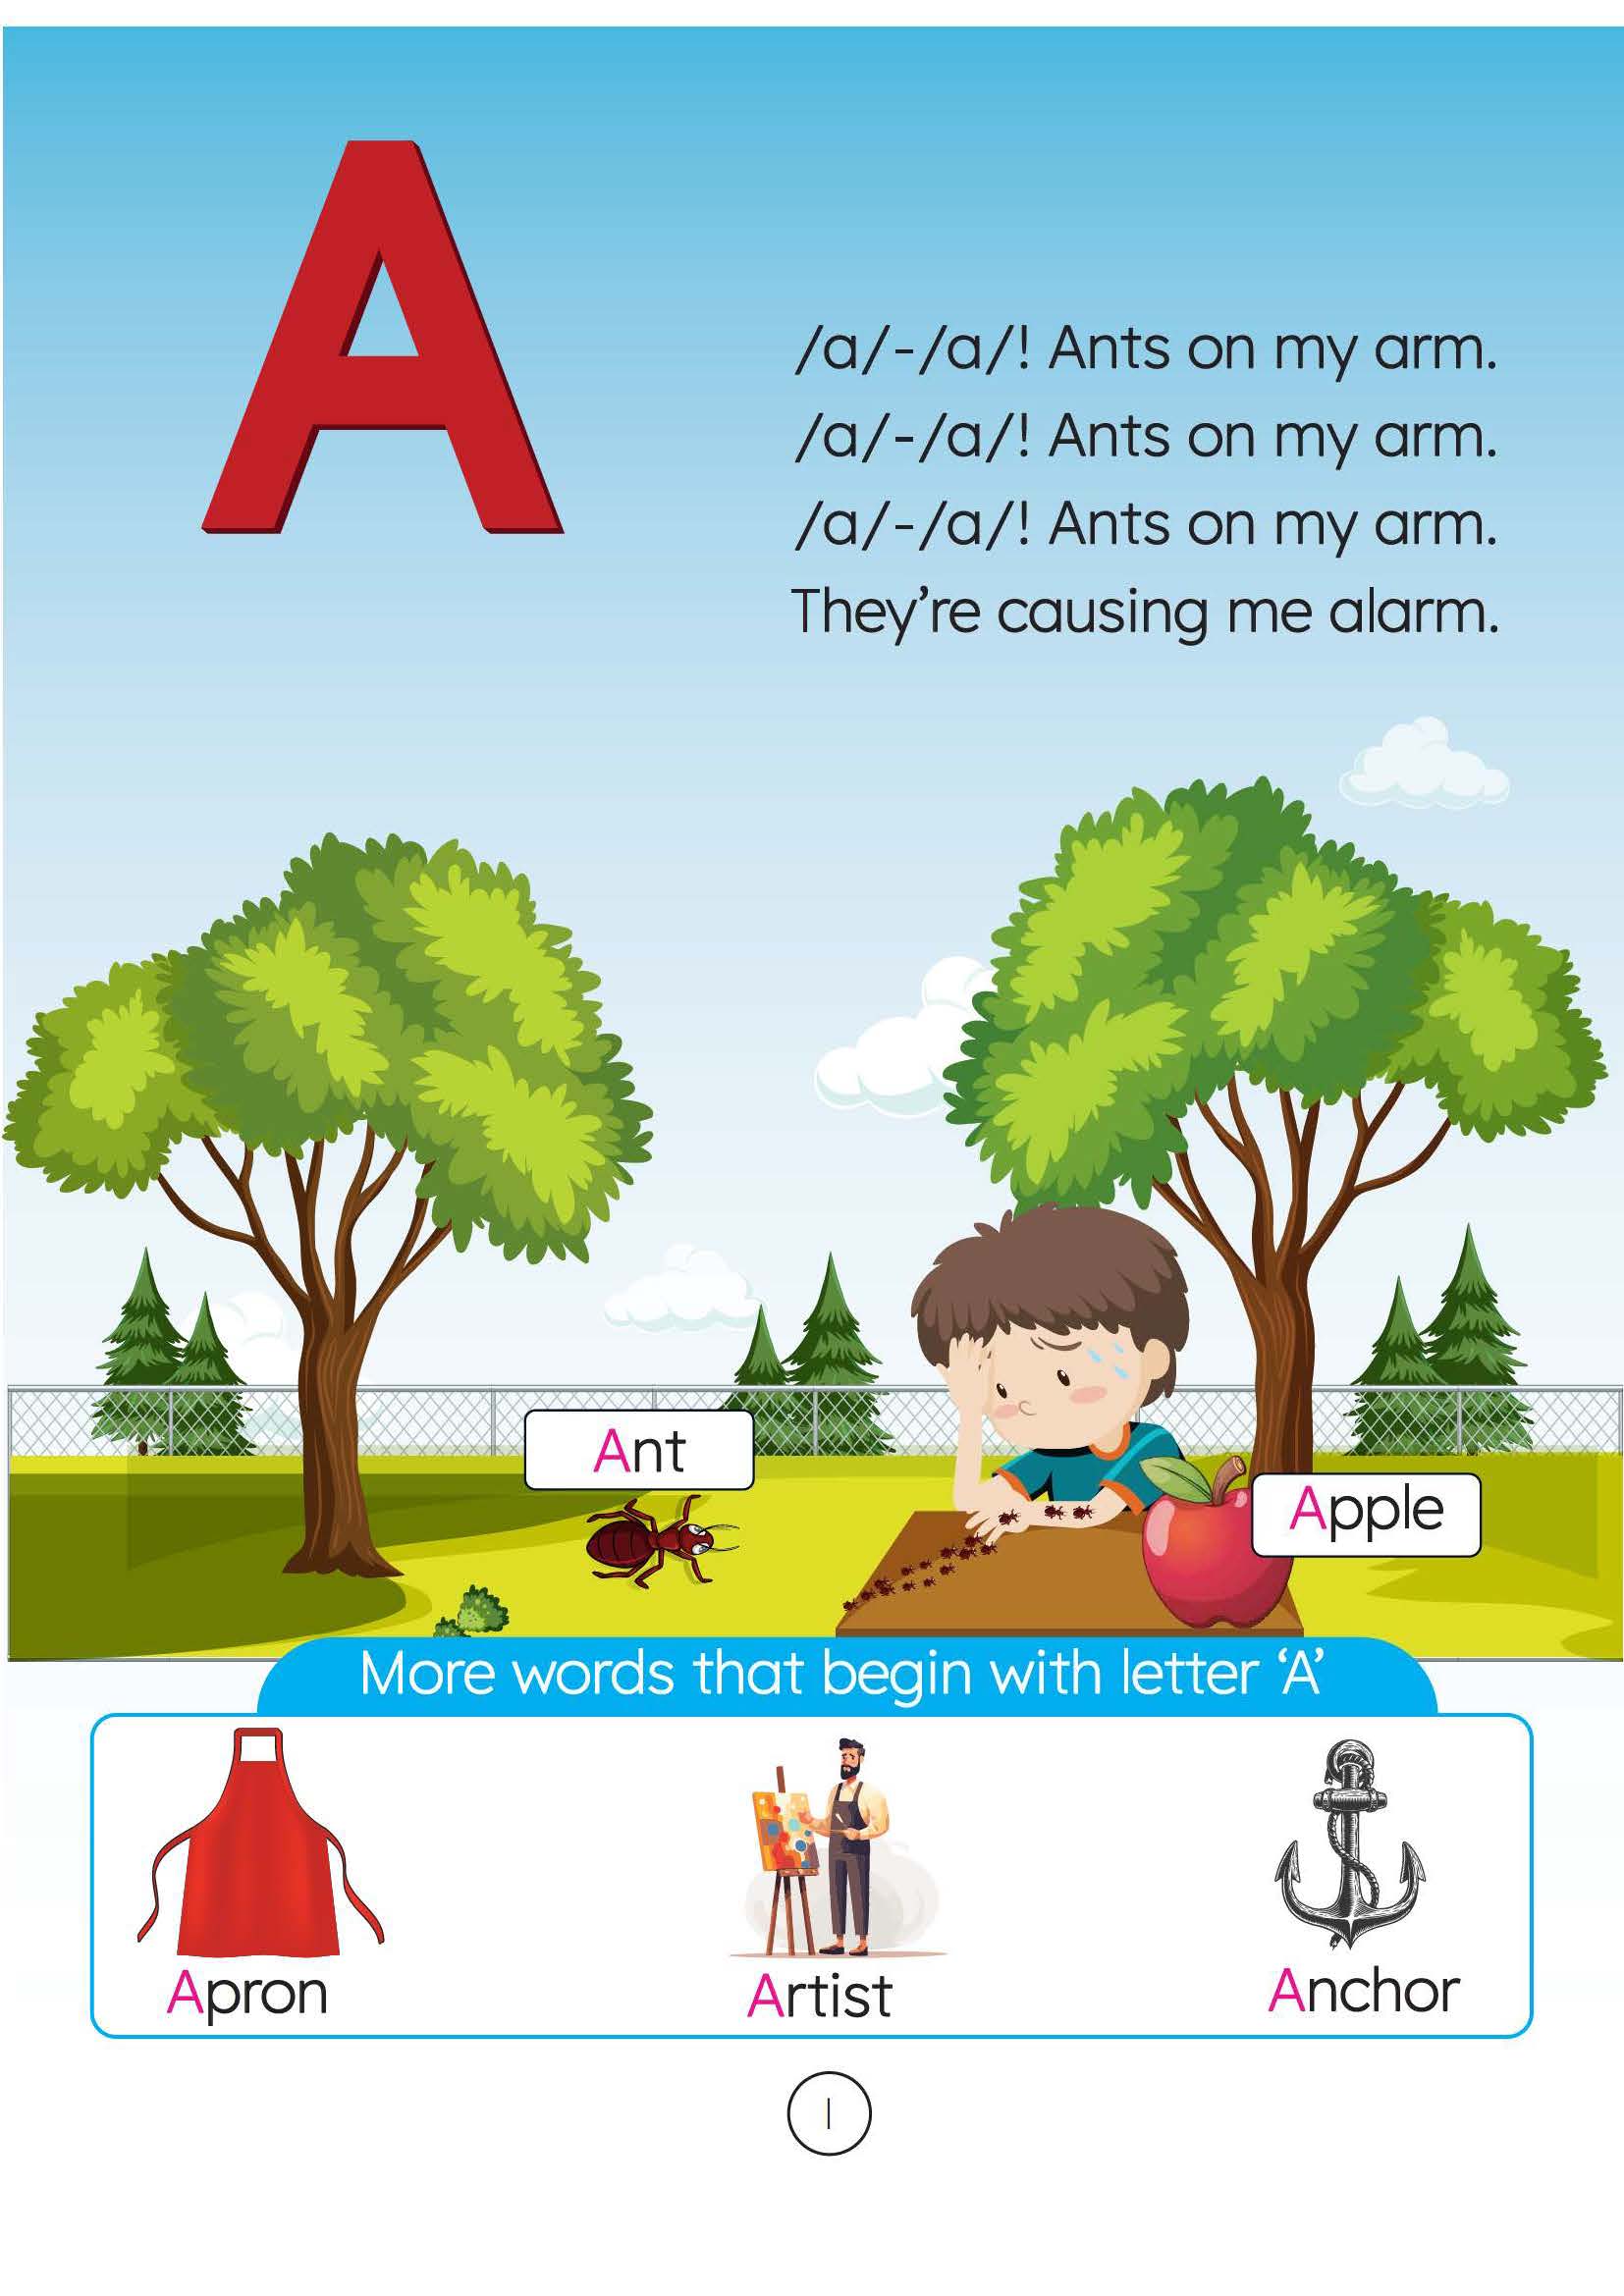 A
/a/-/a/! Ants on my arm.
/a/-/a/! Ants on my arm.
/a/-/a/! Ants on my arm.
They’re causing me alarm.
Ant
Apple
More words that begin with letter ‘A’
Apron
Artist
Anchor
1